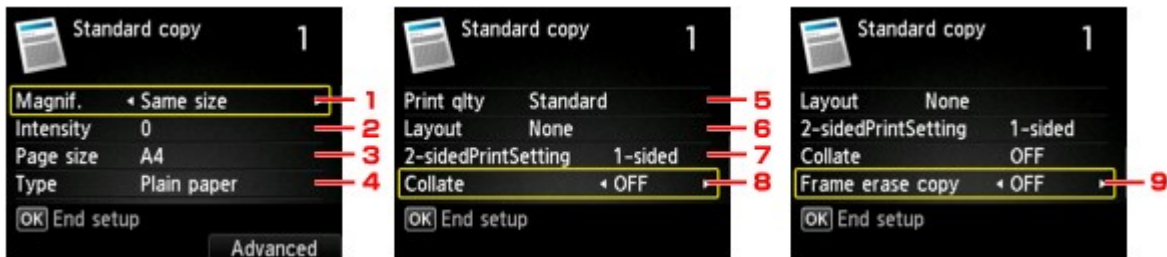 Standard copy 1
Magnif. Same size 1
Intensity 0 2
Page size A4 3
Type Plain paper 4
OK End setup
Advanced
Standard copy 1
Print qlty Standard 5
Layout None 6
2-sidedPrintSetting 1-sided 7
Collate OFF 8
OK End setup
Standard copy 1
Layout None
2-sidedPrintSetting 1-sided
Collate OFF
Frame erase copy OFF 9
OK End setup